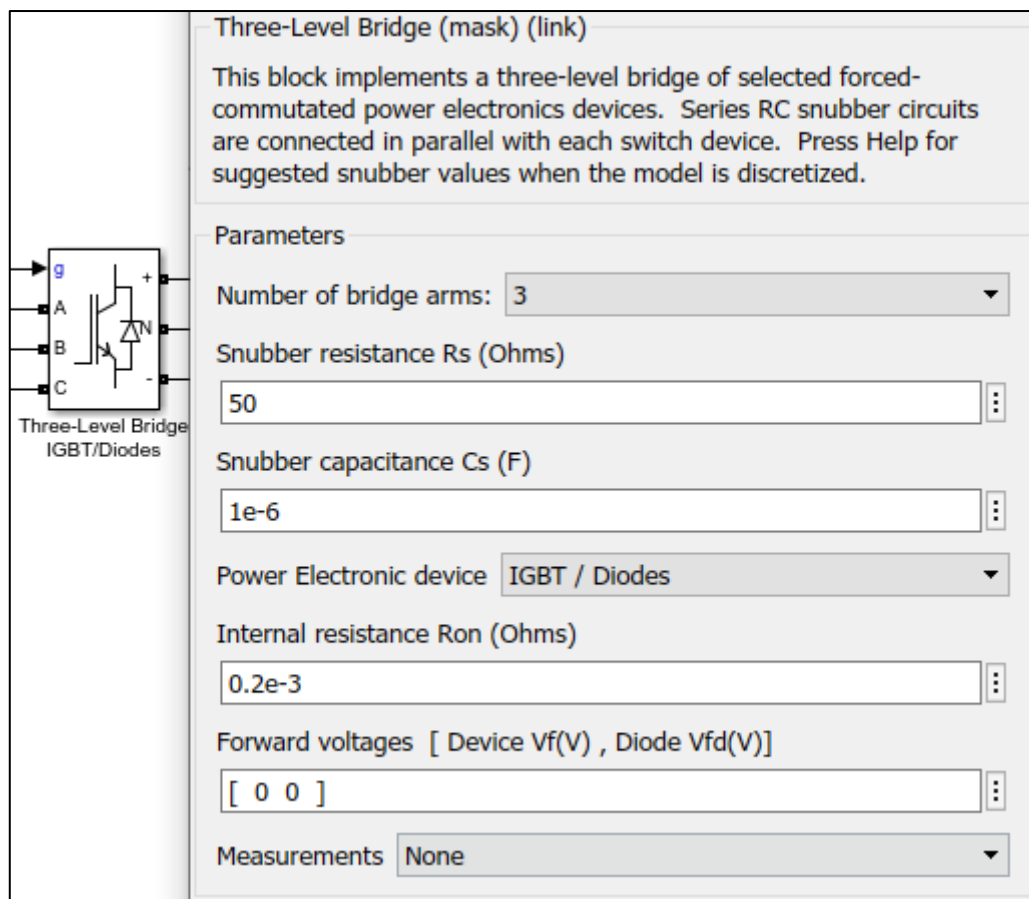 Three-Level Bridge (mask) (link)
This block implements a three-level bridge of selected forced-
commutated power electronics devices.  Series RC snubber circuits
are connected in parallel with each switch device.  Press Help for
suggested snubber values when the model is discretized.
Parameters
Number of bridge arms: 3
Snubber resistance Rs (Ohms)
50
Snubber capacitance Cs (F)
1e-6
Power Electronic device IGBT / Diodes
Internal resistance Ron (Ohms)
0.2e-3
Forward voltages  [ Device Vf(V) , Diode Vfd(V)]
[  0  0  ]
Measurements None
g
+
A
B
N
C
-
Three-Level Bridge
IGBT/Diodes